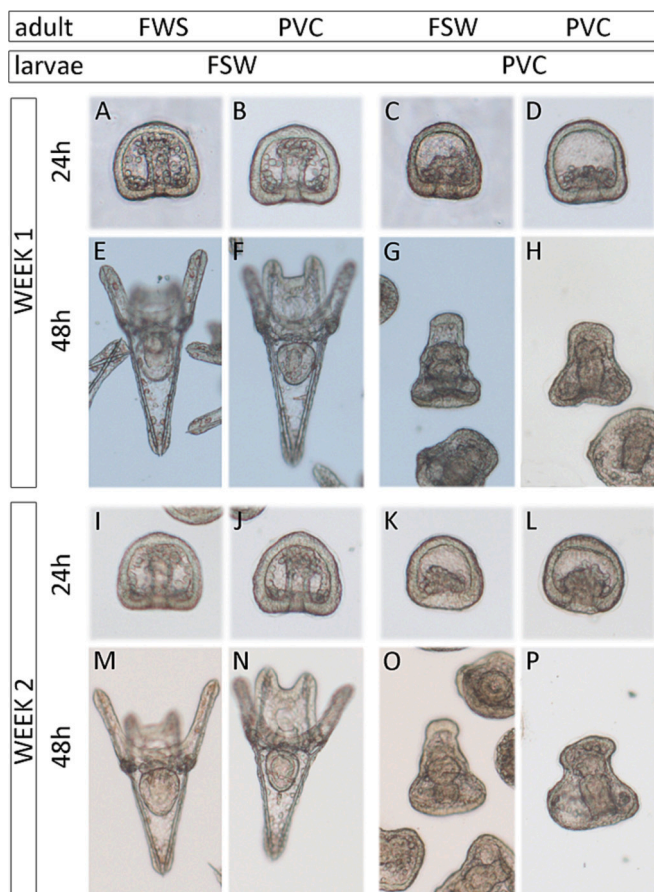 adult FWS PVC FSW PVC
larvae FSW PVC
WEEK 1
24h
A B C D
48h
E F G H
WEEK 2
24h
I J K L
48h
M N O P